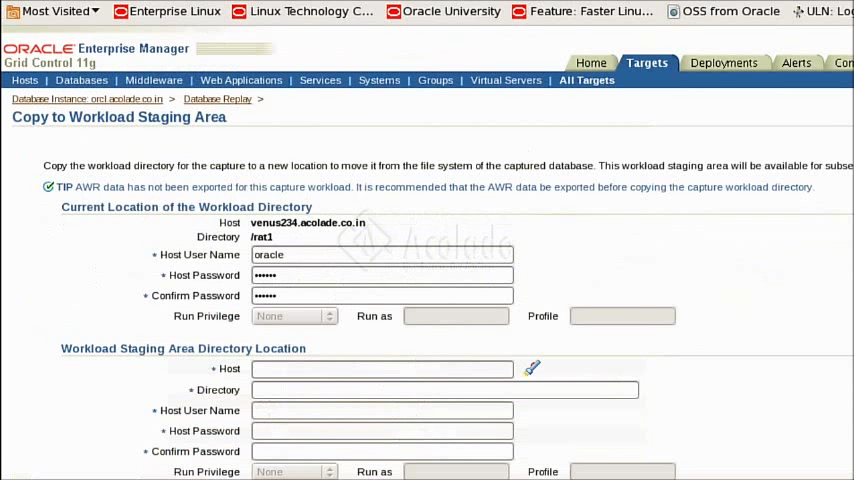 Most Visited Enterprise Linux Linux Technology C... Oracle University Feature: Faster Linu... OSS from Oracle ULN: Log
ORACLE Enterprise Manager
Grid Control 11g
Home Targets Deployments Alerts Con
Hosts | Databases | Middleware | Web Applications | Services | Systems | Groups | Virtual Servers | All Targets
Database Instance: orcl.acolade.co.in > Database Replay >
Copy to Workload Staging Area
Copy the workload directory for the capture to a new location to move it from the file system of the captured database. This workload staging area will be available for subse
TIP AWR data has not been exported for this capture workload. It is recommended that the AWR data be exported before copying the capture workload directory.
Current Location of the Workload Directory
Host venus234.acolade.co.in
Directory /rat1
Acolade
* Host User Name oracle
* Host Password ••••••
* Confirm Password ••••••
Run Privilege None Run as Profile
Workload Staging Area Directory Location
* Host
* Directory
* Host User Name
* Host Password
* Confirm Password
Run Privilege None Run as Profile